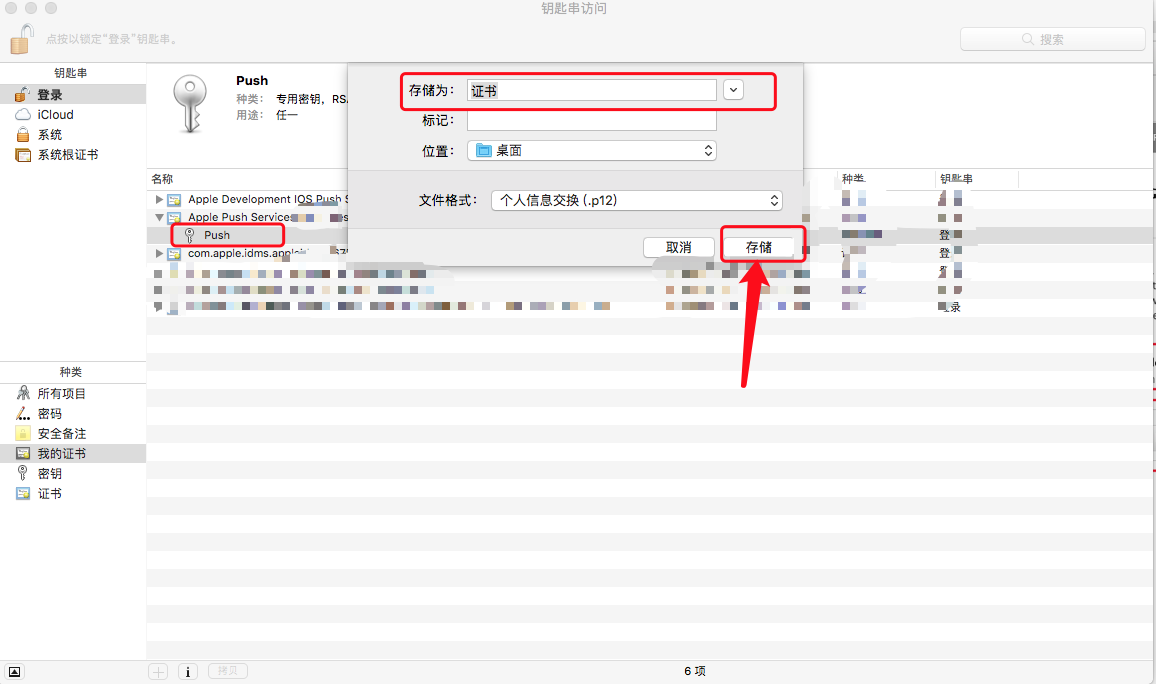 钥匙串访问
点按以锁定“登录”钥匙串。
搜索
钥匙串
登录
iCloud
系统
系统根证书
Push
种类： 专用密钥，RS
用途： 任一
存储为： 证书
标记：
位置： 桌面
文件格式： 个人信息交换 (.p12)
取消 存储
名称 种类 钥匙串
Apple Development IOS Push S
Apple Push Services
Push 登
com.apple.idms.appleid 登
录
种类
所有项目
密码
安全备注
我的证书
密钥
证书
拷贝
6 项